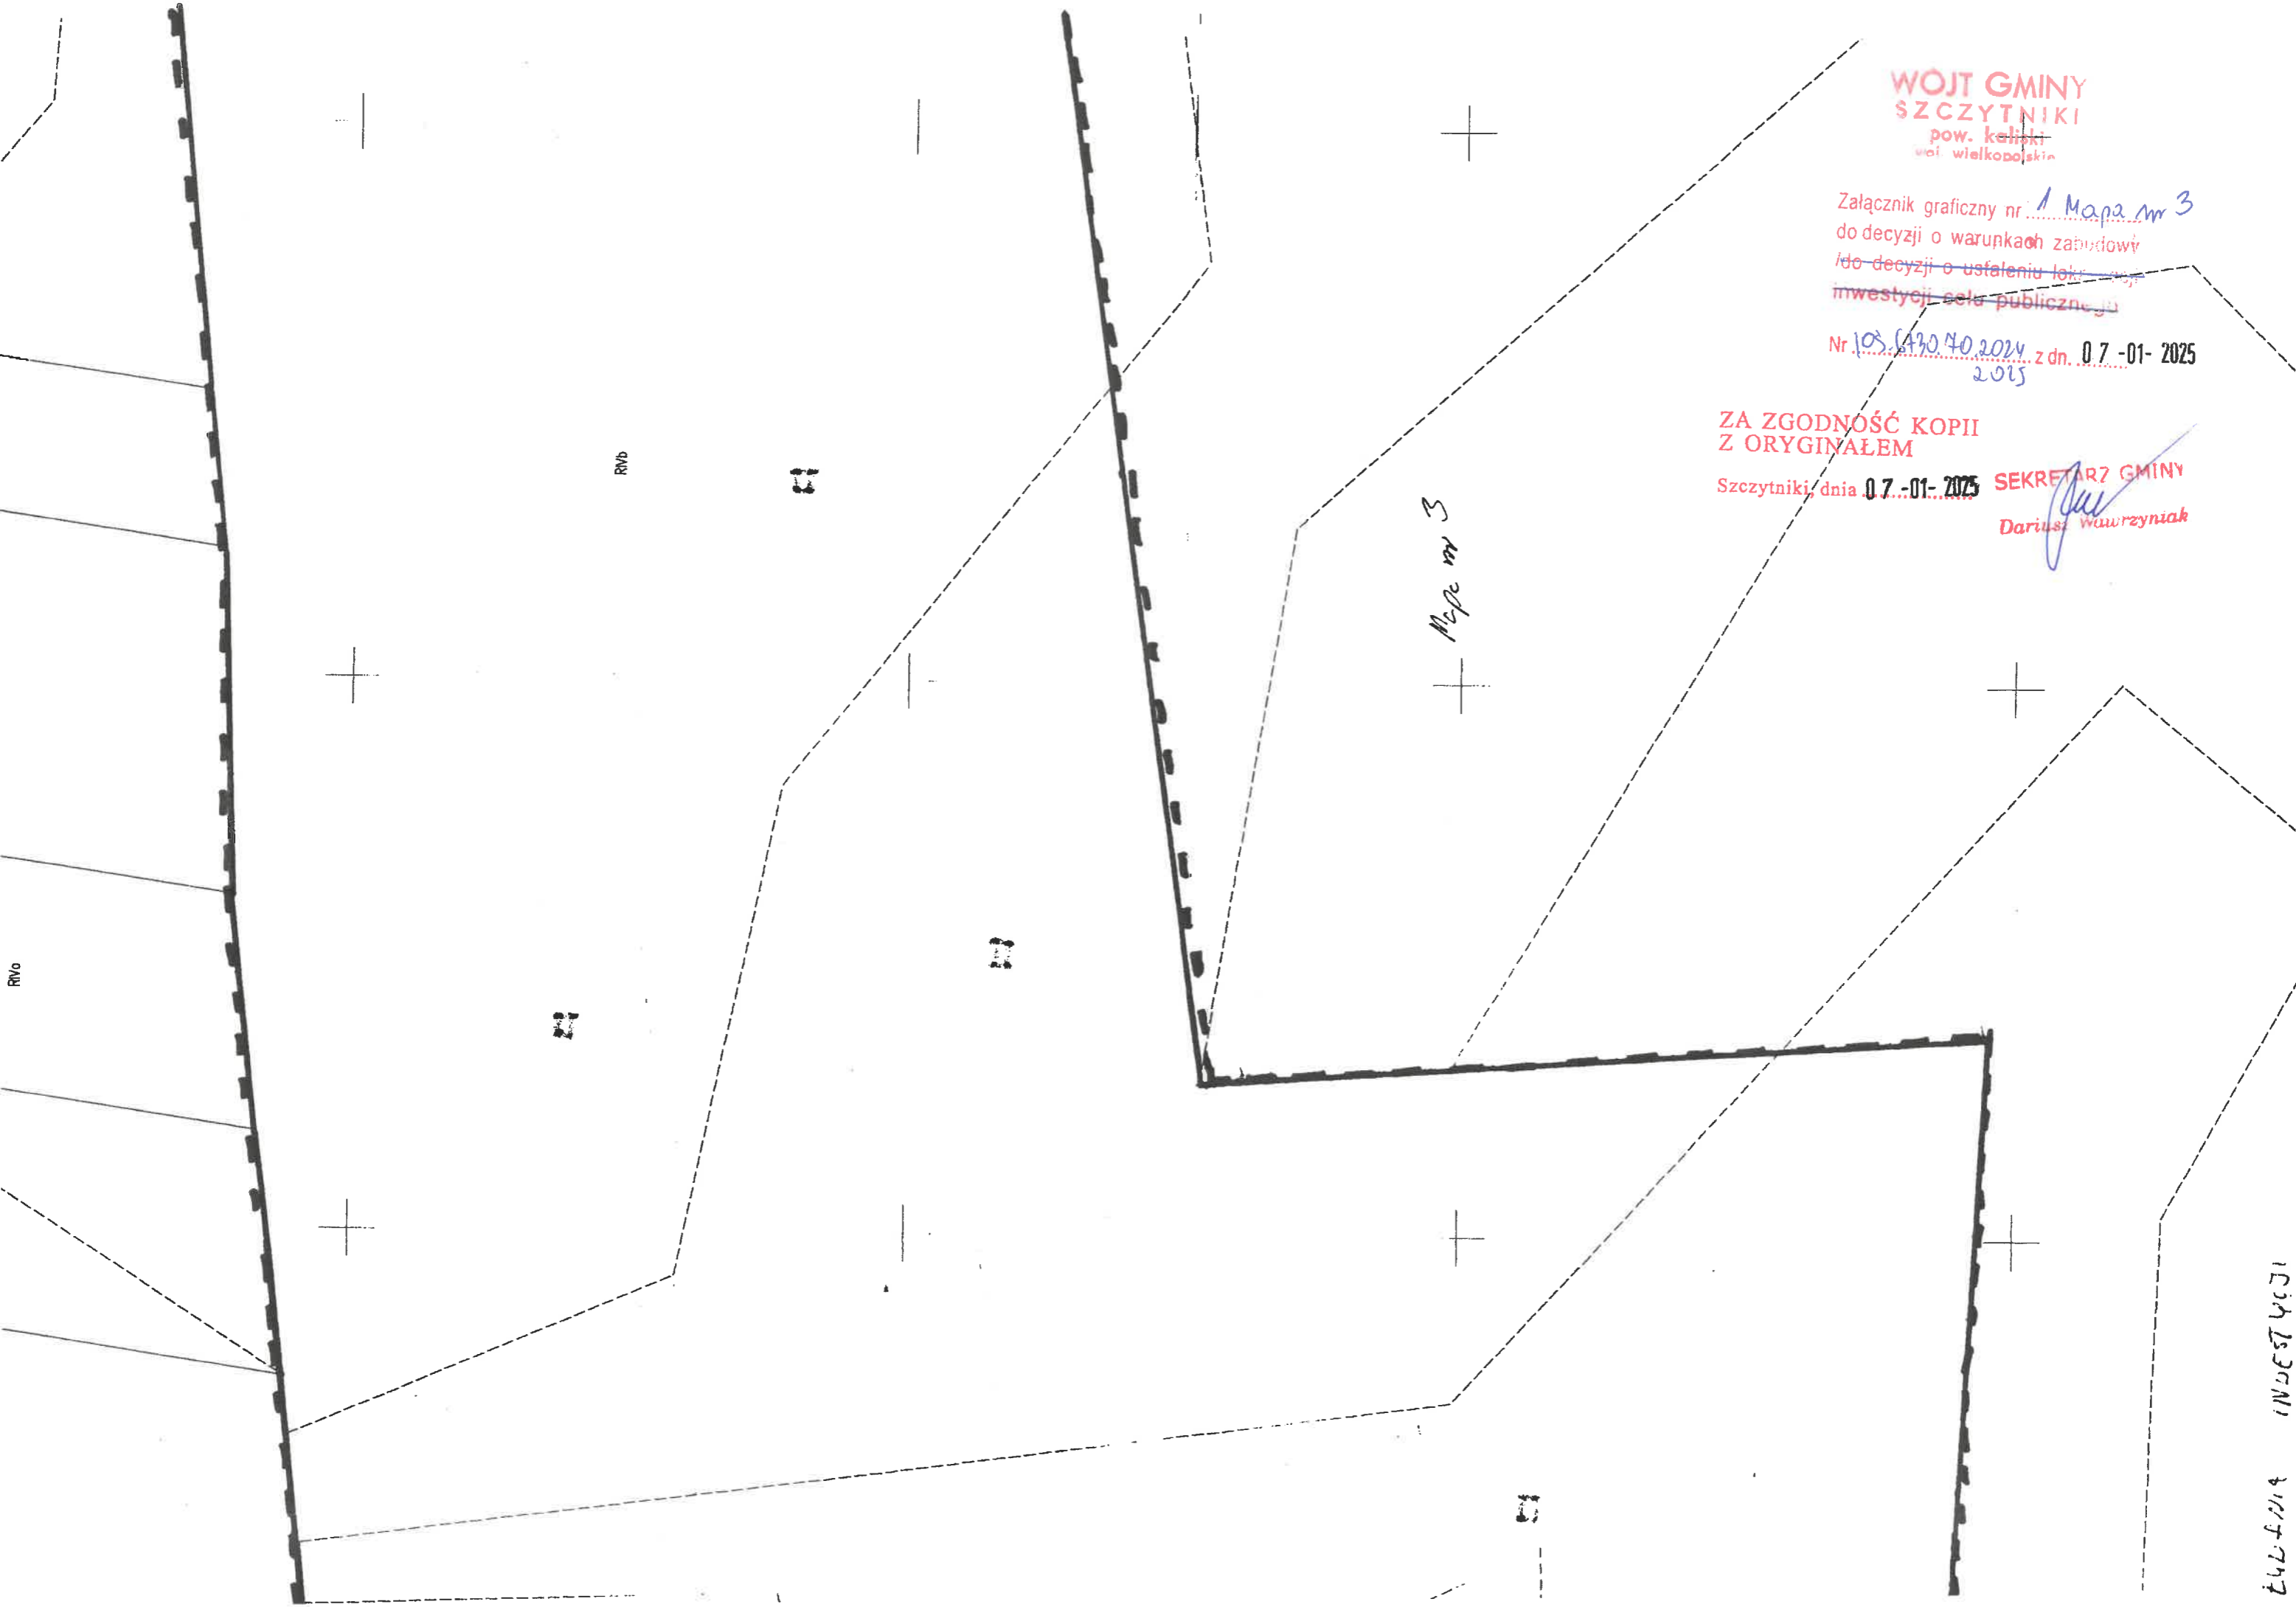 WÓJT GMINY
SZCZYTNIKI
pow. kaliski
woj. wielkopolskie
Załącznik graficzny nr 1 Mapa nr 3
do decyzji o warunkach zabudowy
/do decyzji o ustaleniu lokalizacji
inwestycji celu publicznego
Nr 6730.70.2024 z dn. 07-01-2025
2025
ZA ZGODNOŚĆ KOPII
Z ORYGINAŁEM
Szczytniki, dnia 07-01-2025
SEKRETARZ GMINY
Dariusz Wawrzyniak
RIVb
Mapa nr 3
RIVa
INWESTYCJI